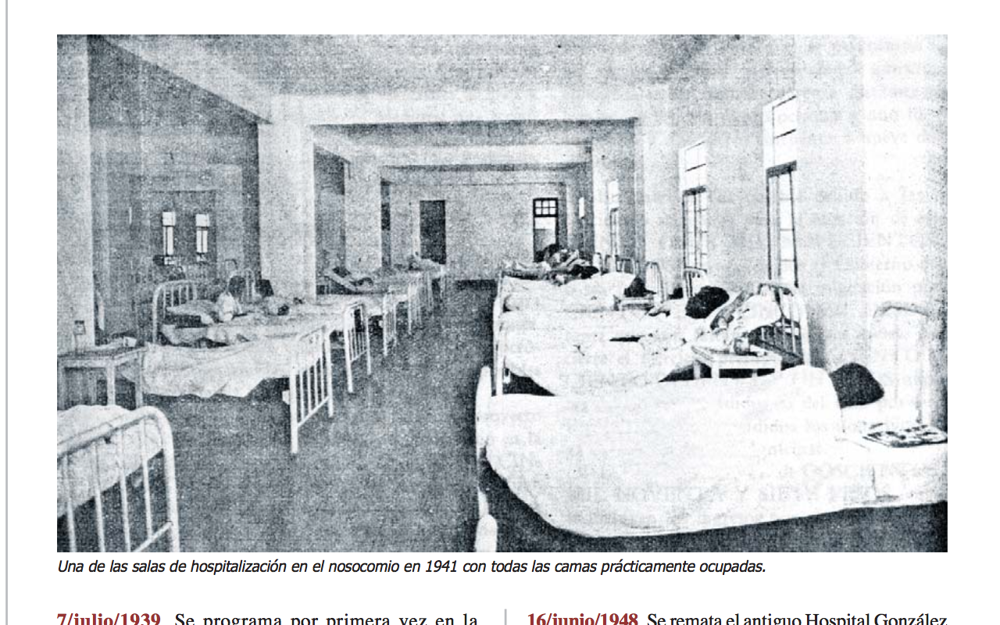 Una de las salas de hospitalización en el nosocomio en 1941 con todas las camas prácticamente ocupadas.
7/julio/1939 Se programa por primera vez en la
16/junio/1948 Se remata el antiguo Hospital González